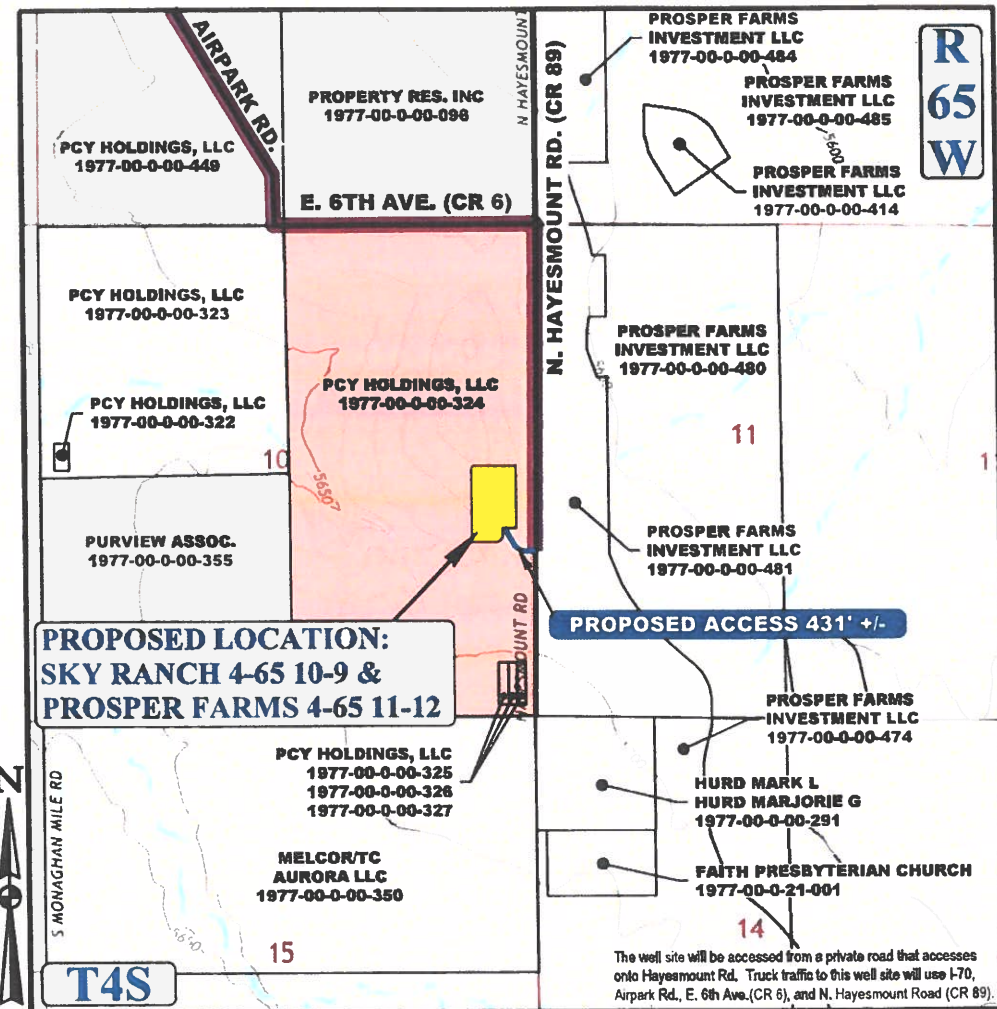 AIRPARK RD.
PROPERTY RES. INC
1977-00-0-00-096
N HAYESMOUNT
N. HAYESMOUNT RD. (CR 89)
PROSPER FARMS
INVESTMENT LLC
1977-00-0-00-484
PROSPER FARMS
INVESTMENT LLC
1977-00-0-00-485
5600
PROSPER FARMS
INVESTMENT LLC
1977-00-0-00-414
R
65
W
PCY HOLDINGS, LLC
1977-00-0-00-449
E. 6TH AVE. (CR 6)
PCY HOLDINGS, LLC
1977-00-0-00-323
PCY HOLDINGS, LLC
1977-00-0-00-322
10
PCY HOLDINGS, LLC
1977-00-0-00-324
5650
PROSPER FARMS
INVESTMENT LLC
1977-00-0-00-480
11
1
PURVIEW ASSOC.
1977-00-0-00-355
PROSPER FARMS
INVESTMENT LLC
1977-00-0-00-481
PROPOSED ACCESS 431' +/-
PROPOSED LOCATION:
SKY RANCH 4-65 10-9 &
PROSPER FARMS 4-65 11-12
MOUNT RD
PROSPER FARMS
INVESTMENT LLC
1977-00-0-00-474
PCY HOLDINGS, LLC
1977-00-0-00-325
1977-00-0-00-326
1977-00-0-00-327
HURD MARK L
HURD MARJORIE G
1977-00-0-00-291
N
S MONAGHAN MILE RD
MELCOR/TC
AURORA LLC
1977-00-0-00-350
FAITH PRESBYTERIAN CHURCH
1977-00-0-21-001
14
15
T4S
The well site will be accessed from a private road that accesses
onto Hayesmount Rd. Truck traffic to this well site will use I-70,
Airpark Rd., E. 6th Ave.(CR 6), and N. Hayesmount Road (CR 89).